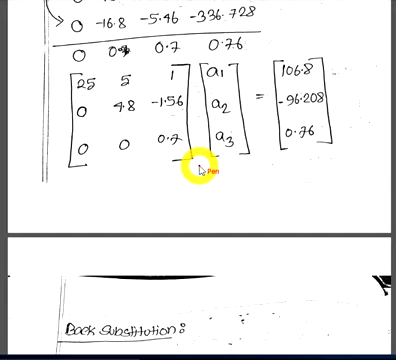 0 -16.8 -5.46 -336.728
0 0 0.7 0.76
25 5 1 a1 106.8
0 4.8 -1.56 a2 = -96.208
0 0 0.7 a3 0.76
Pen
Back Substitution: